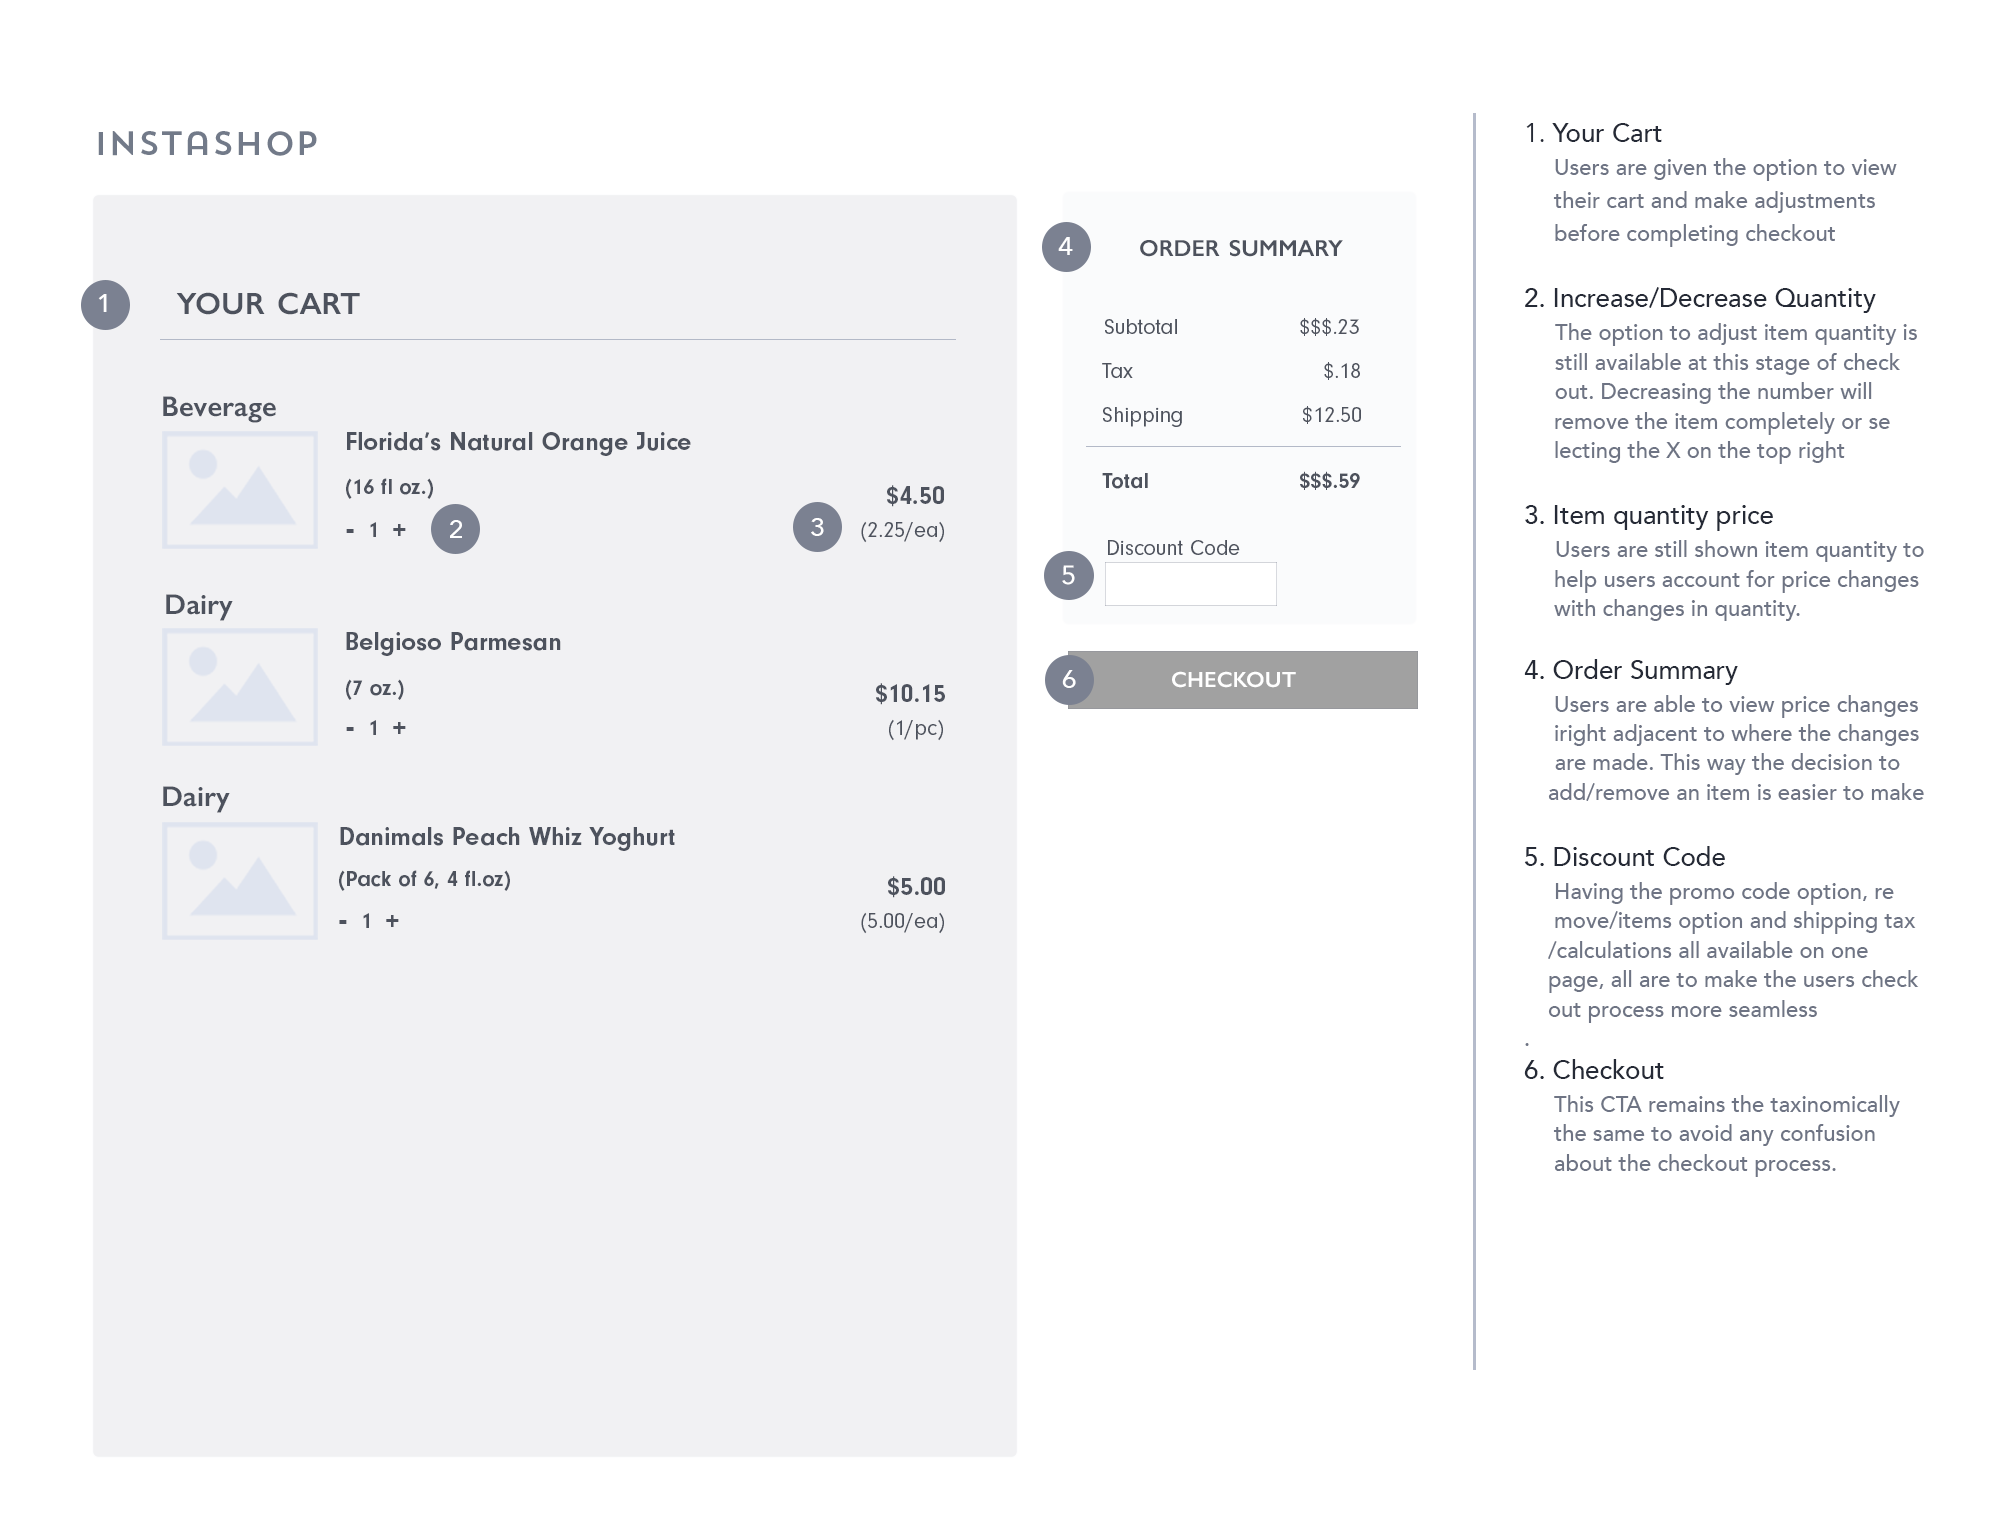 INSTASHOP
1
YOUR CART
Beverage
Florida's Natural Orange Juice
(16 fl oz.)
- 1 +
2
$4.50
3
(2.25/ea)
Dairy
Belgioso Parmesan
(7 oz.)
- 1 +
$10.15
(1/pc)
Dairy
Danimals Peach Whiz Yoghurt
(Pack of 6, 4 fl.oz)
- 1 +
$5.00
(5.00/ea)
4
ORDER SUMMARY
Subtotal $$$.23
Tax $.18
Shipping $12.50
Total $$$.59
Discount Code
5
6
CHECKOUT
1. Your Cart
Users are given the option to view
their cart and make adjustments
before completing checkout
2. Increase/Decrease Quantity
The option to adjust item quantity is
still available at this stage of check
out. Decreasing the number will
remove the item completely or se
lecting the X on the top right
3. Item quantity price
Users are still shown item quantity to
help users account for price changes
with changes in quantity.
4. Order Summary
Users are able to view price changes
iright adjacent to where the changes
are made. This way the decision to
add/remove an item is easier to make
5. Discount Code
Having the promo code option, re
move/items option and shipping tax
/calculations all available on one
page, all are to make the users check
out process more seamless
.
6. Checkout
This CTA remains the taxinomically
the same to avoid any confusion
about the checkout process.